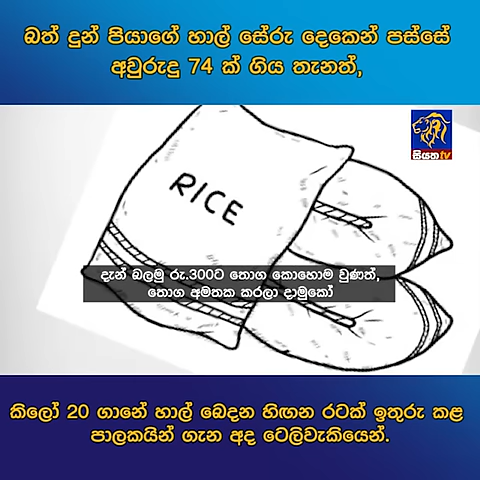 බත් දුන් පියාගේ හාල් සේරු දෙකෙන් පස්සේ
අවුරුදු 74 ක් ගිය තැනත්,
සියත tv
RICE
දැන් බලමු රු.300ට තොග කොහොම වුණත්,
තොග අමතක කරලා දාමුකෝ
කිලෝ 20 ගානේ හාල් බෙදන හිඟන රටක් ඉතුරු කළ
පාලකයින් ගැන අද ටෙලිවැකියෙන්.